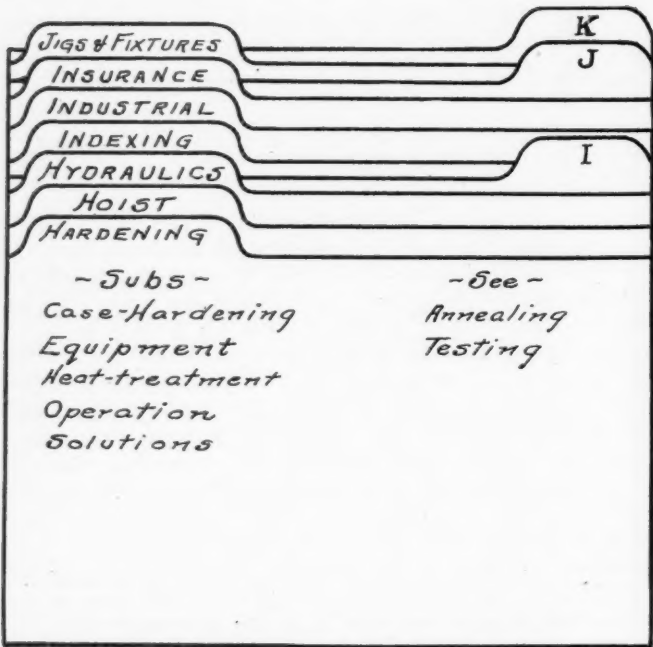 K
JIGS & FIXTURES
J
INSURANCE
INDUSTRIAL
INDEXING
I
HYDRAULICS
HOIST
HARDENING
~Subs~ ~See~
Case-Hardening Annealing
Equipment Testing
Heat-treatment
Operation
Solutions